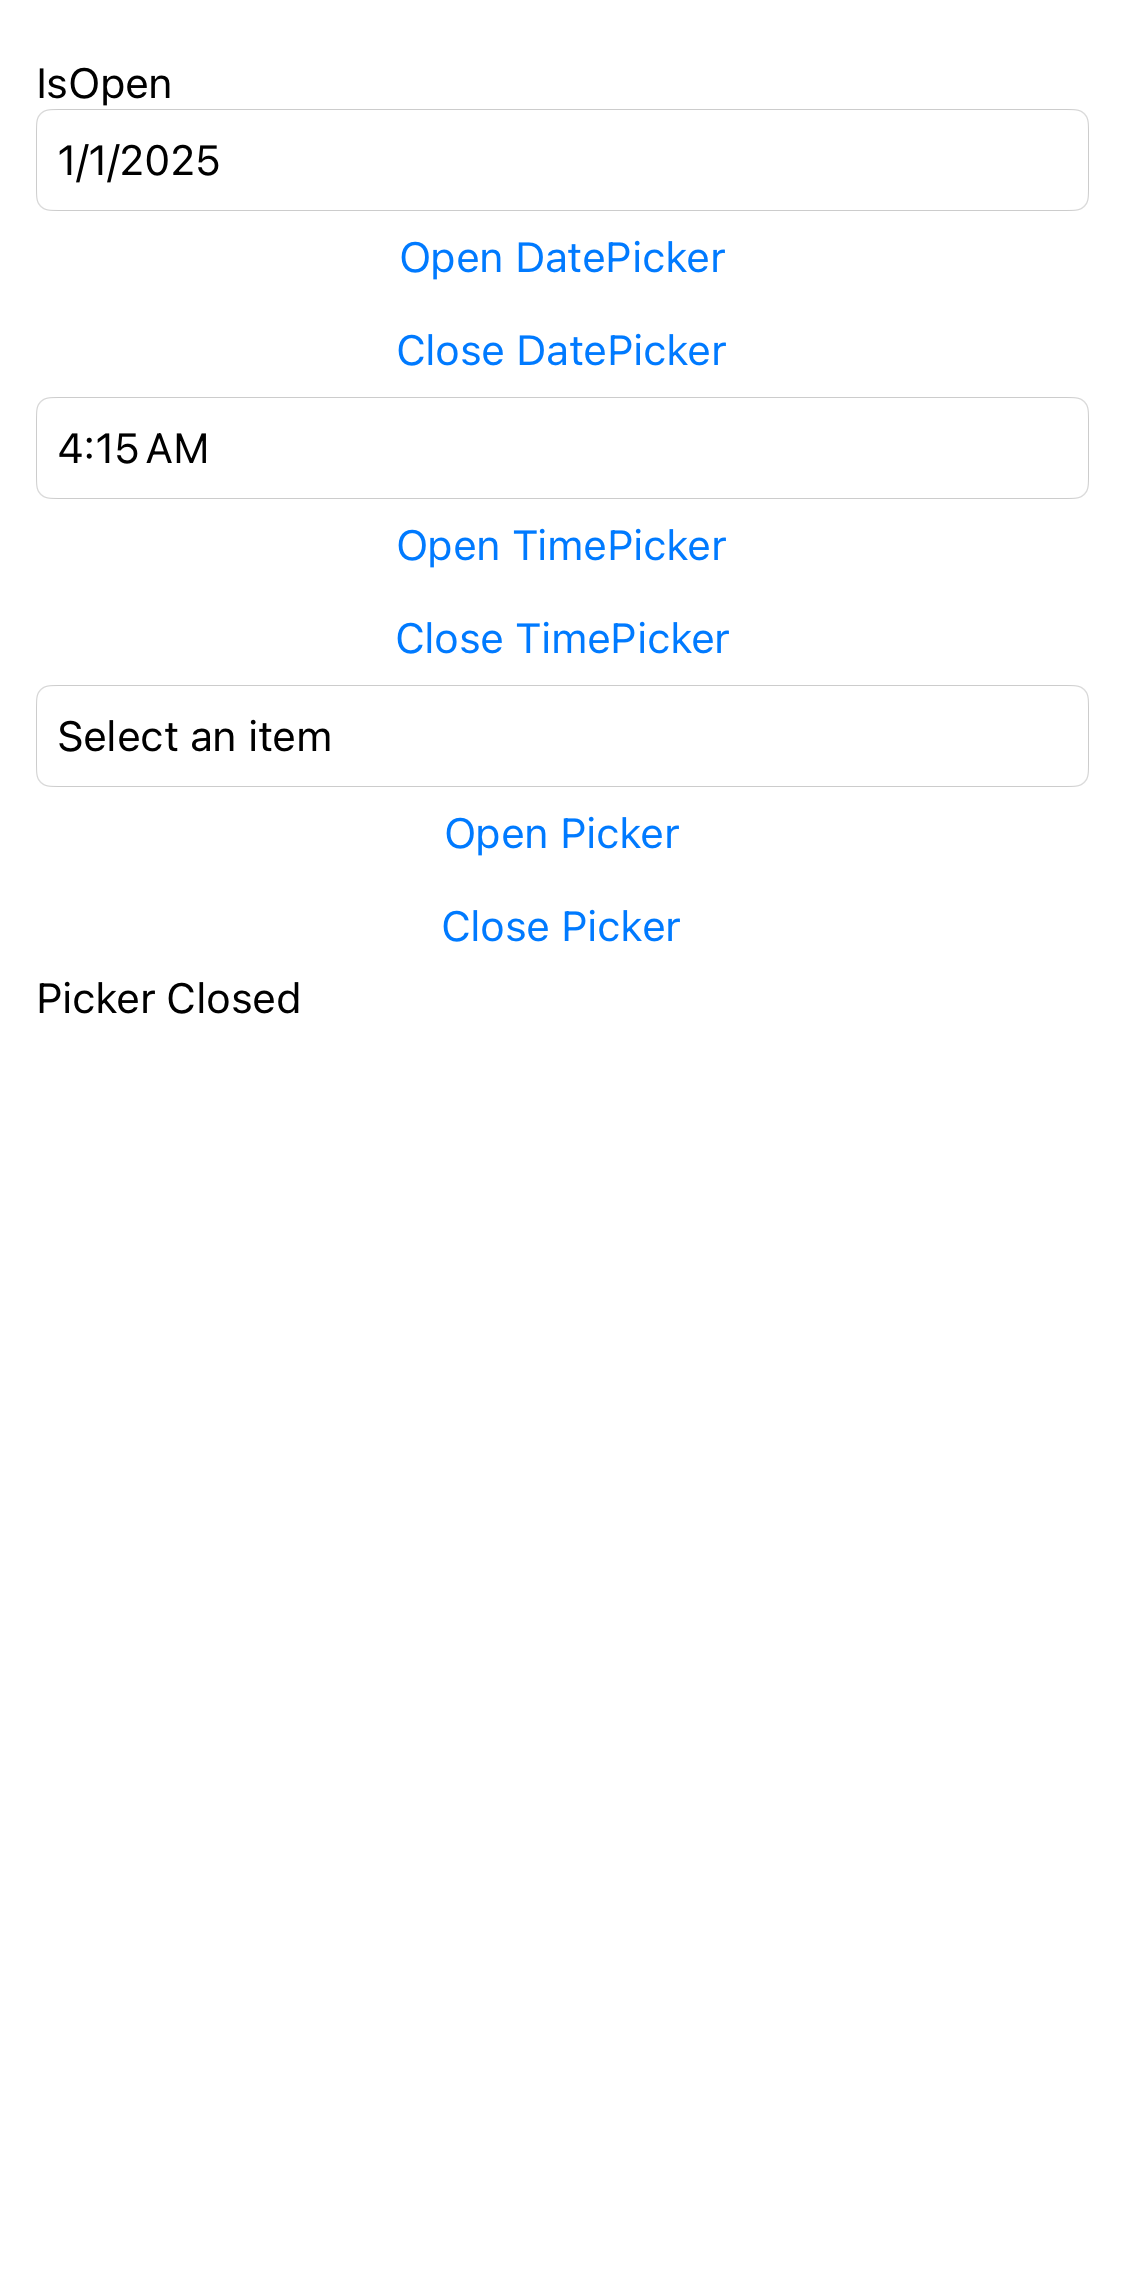 IsOpen
1/1/2025
Open DatePicker
Close DatePicker
4:15 AM
Open TimePicker
Close TimePicker
Select an item
Open Picker
Close Picker
Picker Closed